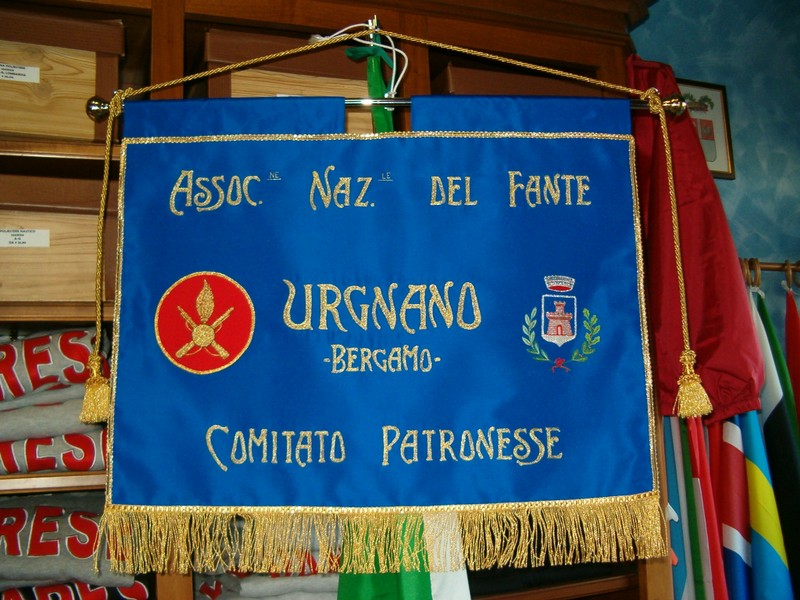 ASSOC.NE NAZ.LE DEL FANTE
URGNANO
-BERGAMO-
COMITATO PATRONESSE